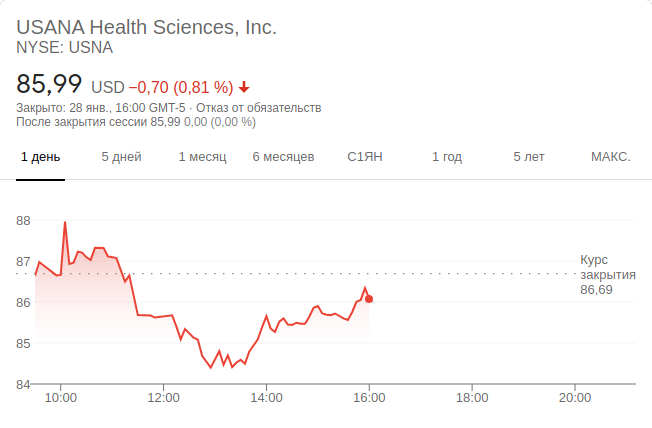 USANA Health Sciences, Inc.
NYSE: USNA
85,99 USD −0,70 (0,81 %)
Закрыто: 28 янв., 16:00 GMT-5 · Отказ от обязательств
После закрытия сессии 85,99 0,00 (0,00 %)
1 день 5 дней 1 месяц 6 месяцев С1ЯН 1 год 5 лет МАКС.
88
87
86
85
84
Курс
закрытия
86,69
10:00 12:00 14:00 16:00 18:00 20:00